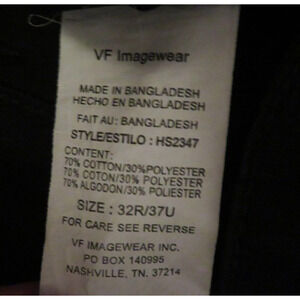 VF Imagewear
MADE IN BANGLADESH
HECHO EN BANGLADESH
FAIT AU: BANGLADESH
STYLE/ESTILO : HS2347
CONTENT:
70% COTTON/30%POLYESTER
70% COTON/30% POLYESTER
70% ALGODON/30% POLIESTER
SIZE : 32R/37U
FOR CARE SEE REVERSE
VF IMAGEWEAR INC.
PO BOX 140995
NASHVILLE, TN. 37214